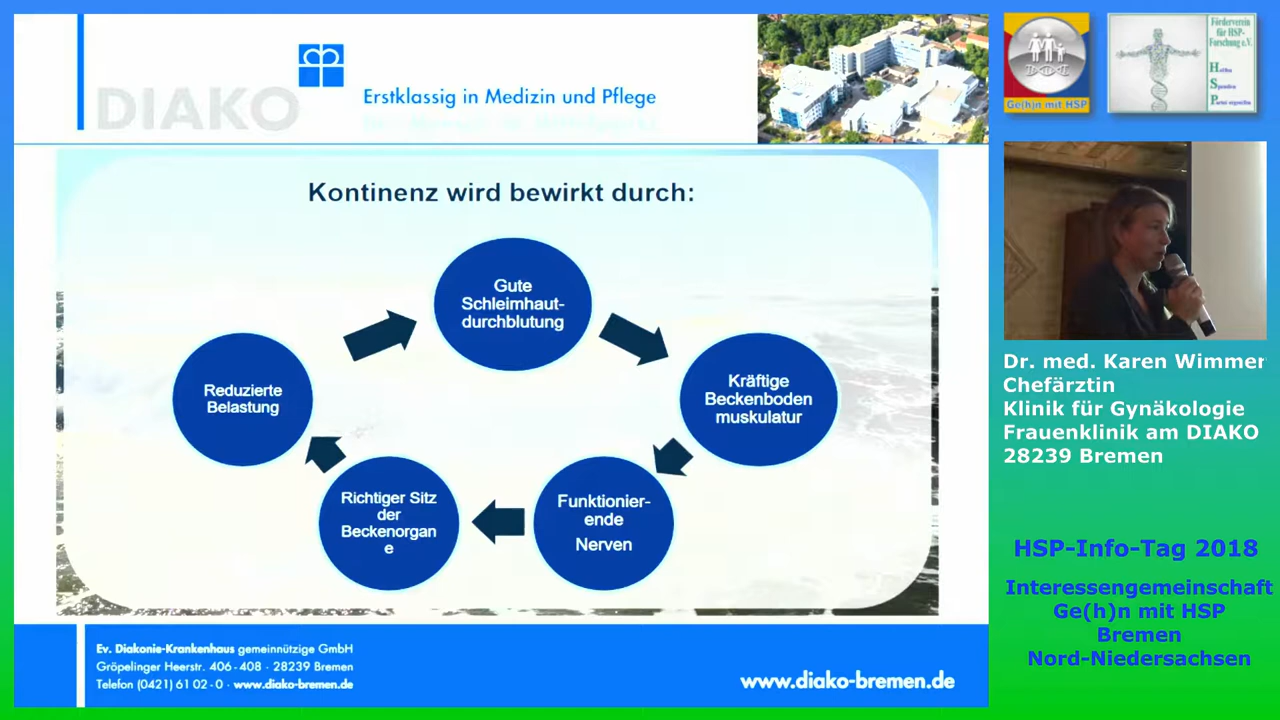 DIAKO
Erstklassig in Medizin und Pflege
Kontinenz wird bewirkt durch:
Gute
Schleimhaut-
durchblutung
Kräftige
Beckenboden
muskulatur
Funktionier-
ende
Nerven
Richtiger Sitz
der
Beckenorgan
e
Reduzierte
Belastung
Ev. Diakonie-Krankenhaus gemeinnützige GmbH
Gröpelinger Heerstr. 406 - 408 · 28239 Bremen
Telefon (0421) 61 02 - 0 · www.diako-bremen.de
www.diako-bremen.de
Ge(h)n mit HSP
Förderverein
für HSP-
Forschung e.V.
Helfen
Spenden
Dr. med. Karen Wimmer
Chefärztin
Klinik für Gynäkologie
Frauenklinik am DIAKO
28239 Bremen
HSP-Info-Tag 2018
Interessengemeinschaft
Ge(h)n mit HSP
Bremen
Nord-Niedersachsen